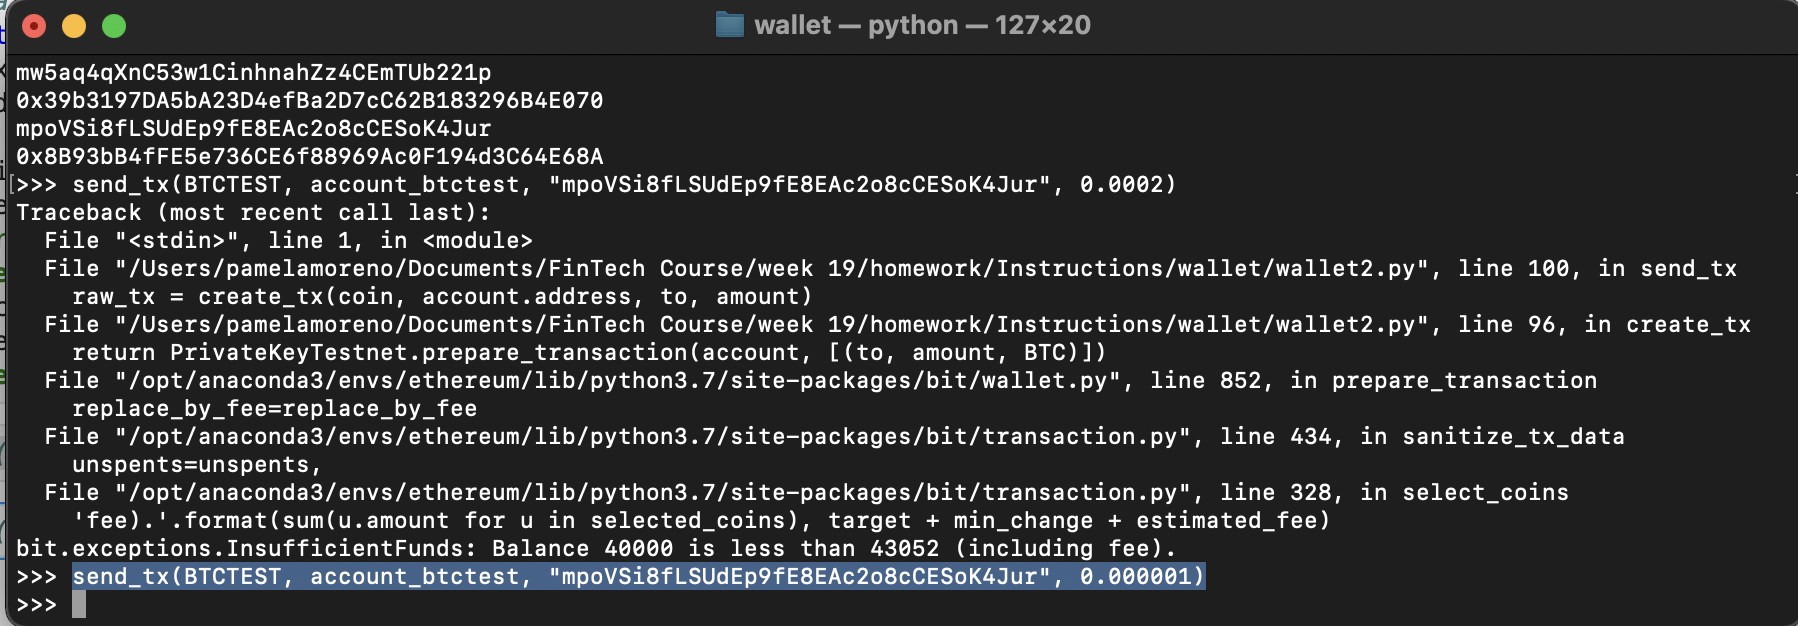 wallet — python — 127×20
mw5aq4qXnC53w1CinhnahZz4CEmTUb221p
0x39b3197DA5bA23D4efBa2D7cC62B183296B4E070
mpoVSi8fLSUdEp9fE8EAc2o8cCESoK4Jur
0x8B93bB4fFE5e736CE6f88969Ac0F194d3C64E68A
[>>> send_tx(BTCTEST, account_btctest, "mpoVSi8fLSUdEp9fE8EAc2o8cCESoK4Jur", 0.0002)
Traceback (most recent call last):
  File "<stdin>", line 1, in <module>
  File "/Users/pamelamoreno/Documents/FinTech Course/week 19/homework/Instructions/wallet/wallet2.py", line 100, in send_tx
    raw_tx = create_tx(coin, account.address, to, amount)
  File "/Users/pamelamoreno/Documents/FinTech Course/week 19/homework/Instructions/wallet/wallet2.py", line 96, in create_tx
    return PrivateKeyTestnet.prepare_transaction(account, [(to, amount, BTC)])
  File "/opt/anaconda3/envs/ethereum/lib/python3.7/site-packages/bit/wallet.py", line 852, in prepare_transaction
    replace_by_fee=replace_by_fee
  File "/opt/anaconda3/envs/ethereum/lib/python3.7/site-packages/bit/transaction.py", line 434, in sanitize_tx_data
    unspents=unspents,
  File "/opt/anaconda3/envs/ethereum/lib/python3.7/site-packages/bit/transaction.py", line 328, in select_coins
    'fee).'.format(sum(u.amount for u in selected_coins), target + min_change + estimated_fee)
bit.exceptions.InsufficientFunds: Balance 40000 is less than 43052 (including fee).
>>> send_tx(BTCTEST, account_btctest, "mpoVSi8fLSUdEp9fE8EAc2o8cCESoK4Jur", 0.000001)
>>>